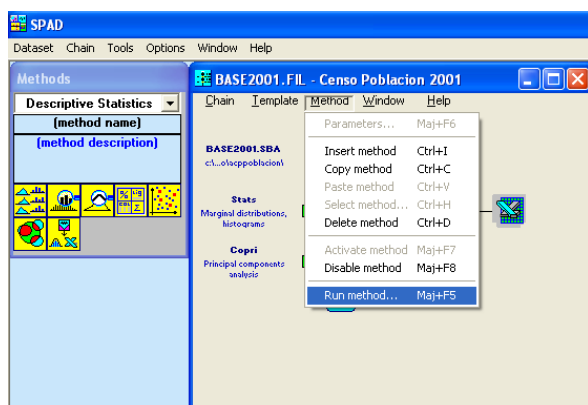 SPAD
Dataset Chain Tools Options Window Help
Methods
Descriptive Statistics
(method name)
(method description)
BASE2001.FIL - Censo Poblacion 2001
Chain Template Method Window Help
BASE2001.SBA
c:\...o\acppoblacion\
Stats
Marginal distributions,
histograms
Copri
Principal components
analysis
Parameters... Maj+F6
Insert method Ctrl+I
Copy method Ctrl+C
Paste method Ctrl+V
Select method... Ctrl+H
Delete method Ctrl+D
Activate method Maj+F7
Disable method Maj+F8
Run method... Maj+F5